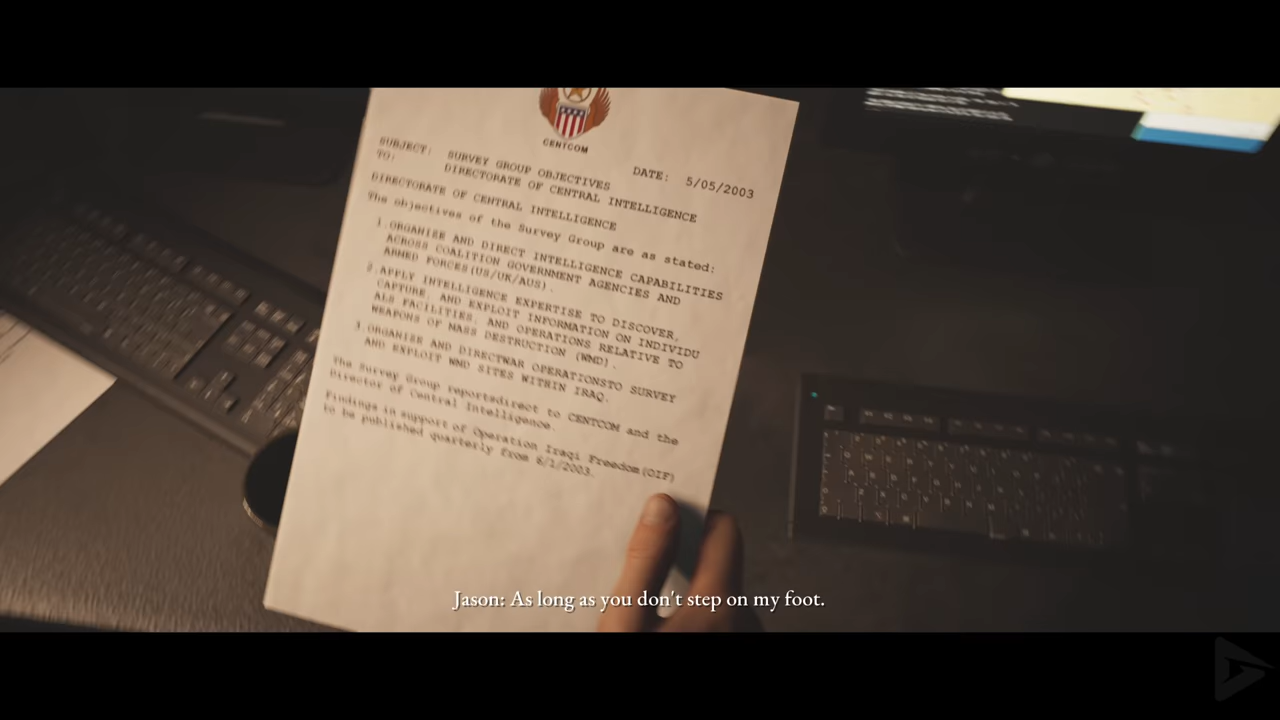 CENTCOM
SUBJECT: SURVEY GROUP OBJECTIVES
DATE: 5/05/2003
TO: DIRECTORATE OF CENTRAL INTELLIGENCE
DIRECTORATE OF CENTRAL INTELLIGENCE
The objectives of the Survey Group are as stated:
1.ORGANISE AND DIRECT INTELLIGENCE CAPABILITIES
ACROSS COALITION GOVERNMENT AGENCIES AND
ARMED FORCES(US/UK/AUS).
2.APPLY INTELLIGENCE EXPERTISE TO DISCOVER,
CAPTURE, AND EXPLOIT INFORMATION ON INDIVIDU
ALS FACILITIES, AND OPERATIONS RELATIVE TO
WEAPONS OF MASS DESTRUCTION (WMD).
3.ORGANISE AND DIRECTWAR OPERATIONSTO SURVEY
AND EXPLOIT WMD SITES WITHIN IRAQ.
The Survey Group reportsdirect to CENTCOM and the
Director of Central Intelligence.
Findings in support of Operation Iraqi Freedom(OIF)
to be published quarterly from 6/1/2003.
Jason: As long as you don't step on my foot.